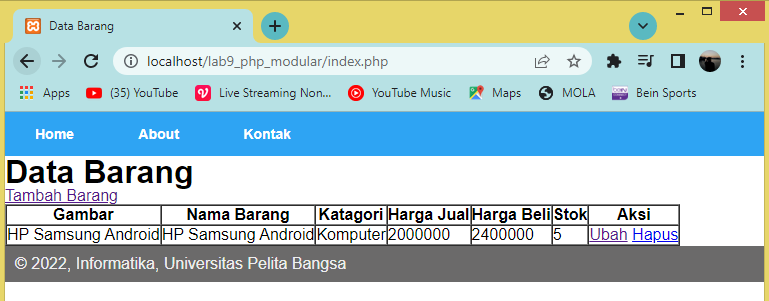 Data Barang
localhost/lab9_php_modular/index.php
Apps (35) YouTube Live Streaming Non... YouTube Music Maps MOLA Bein Sports
Home About Kontak
Data Barang
Tambah Barang
Gambar Nama Barang Katagori Harga Jual Harga Beli Stok Aksi
HP Samsung Android HP Samsung Android Komputer 2000000 2400000 5 Ubah Hapus
© 2022, Informatika, Universitas Pelita Bangsa